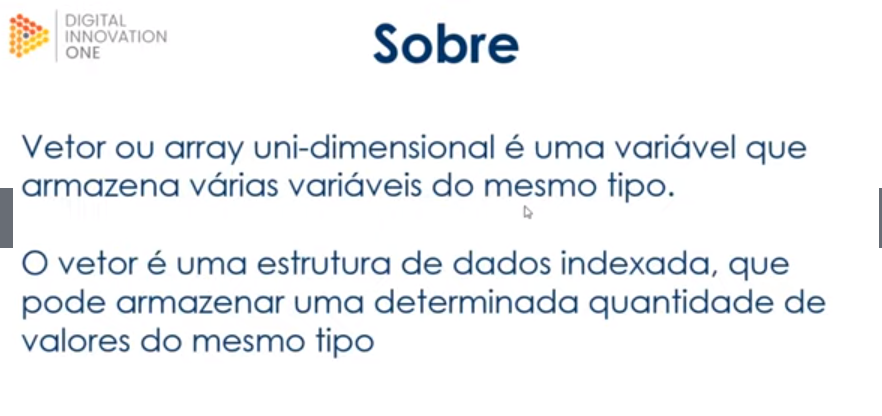 DIGITAL
INNOVATION
ONE
Sobre
Vetor ou array uni-dimensional é uma variável que
armazena várias variáveis do mesmo tipo.
O vetor é uma estrutura de dados indexada, que
pode armazenar uma determinada quantidade de
valores do mesmo tipo